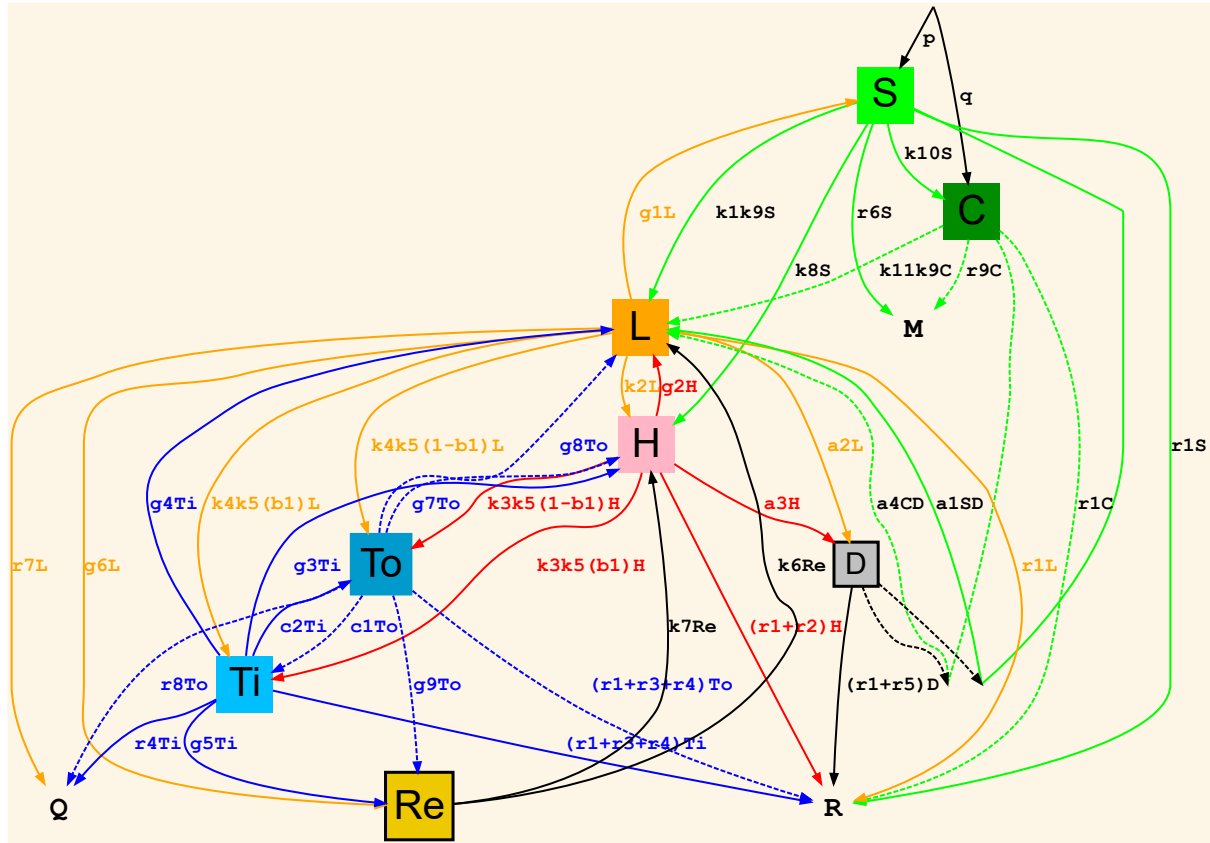 p
S
q
k10S
g1L
k1k9S
r6S
C
k8S
k11k9C
r9C
L
M
k2L
g2H
k4k5(1-b1)L
g8To
H
a2L
r1S
g4Ti
k4k5(b1)L
g7To
k3k5(1-b1)H
a3H
a4CD
a1SD
r1C
r7L
g6L
g3Ti
To
k3k5(b1)H
k6Re
D
r1L
c2Ti
c1To
k7Re
(r1+r2)H
r8To
Ti
g9To
(r1+r3+r4)To
(r1+r5)D
r4Ti
g5Ti
(r1+r3+r4)Ti
Q
Re
R